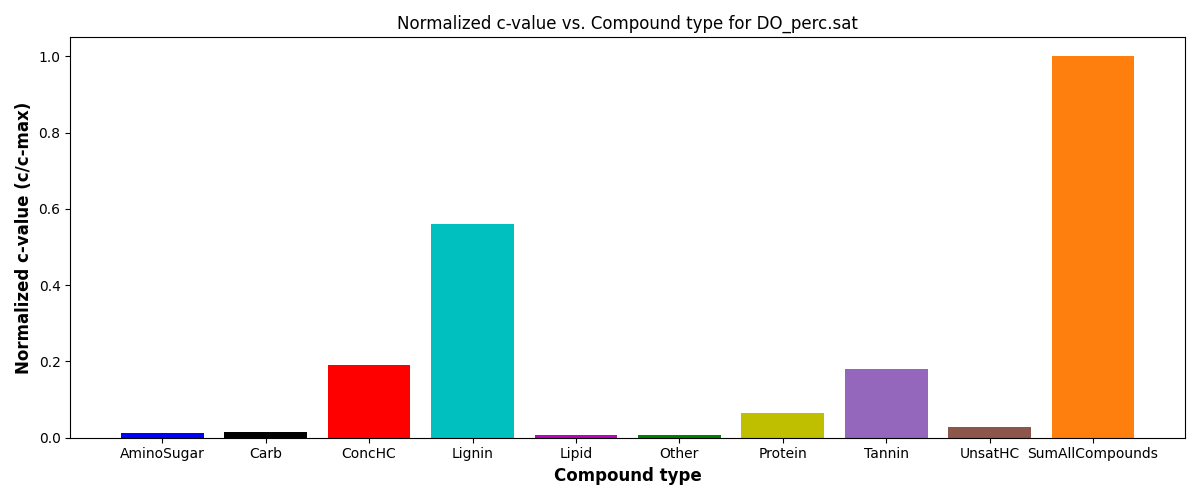 Normalized c-value vs. Compound type for DO_perc.sat
Normalized c-value (c/c-max)
1.0
0.8
0.6
0.4
0.2
0.0
AminoSugar Carb ConcHC Lignin Lipid Other Protein Tannin UnsatHC SumAllCompounds
Compound type